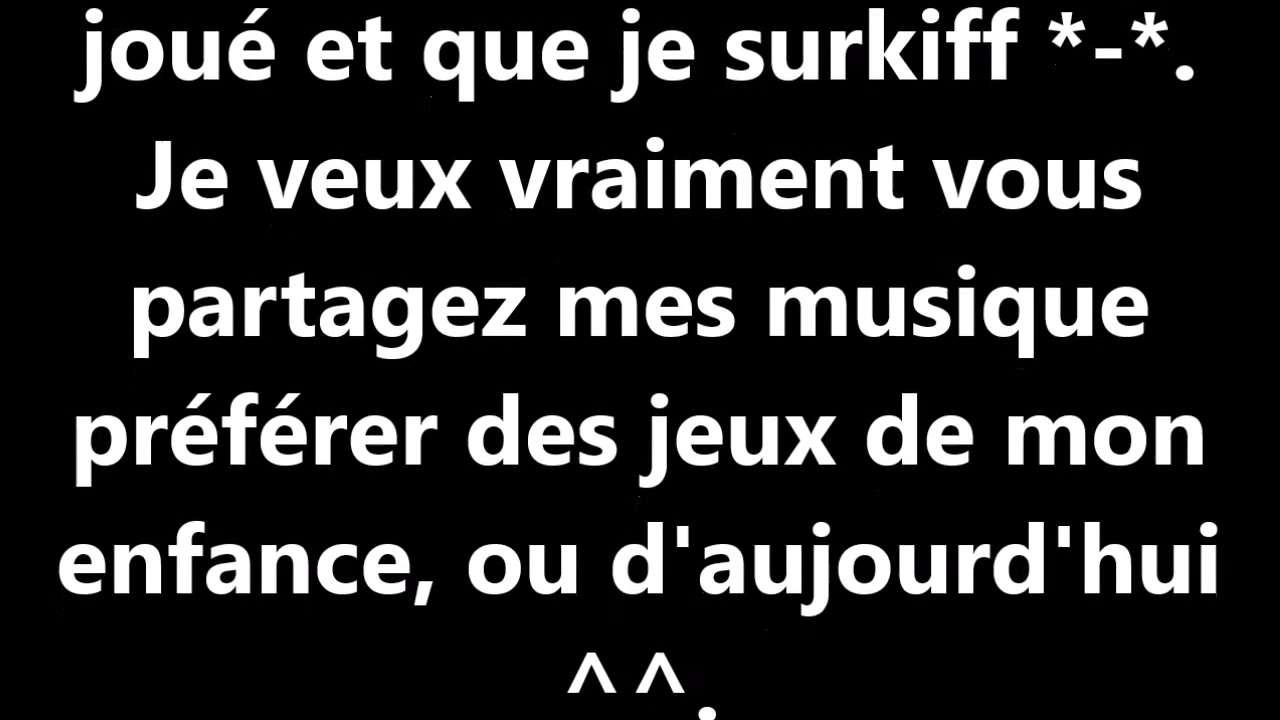 joué et que je surkiff *-*.
Je veux vraiment vous
partagez mes musique
préférer des jeux de mon
enfance, ou d'aujourd'hui
^^.